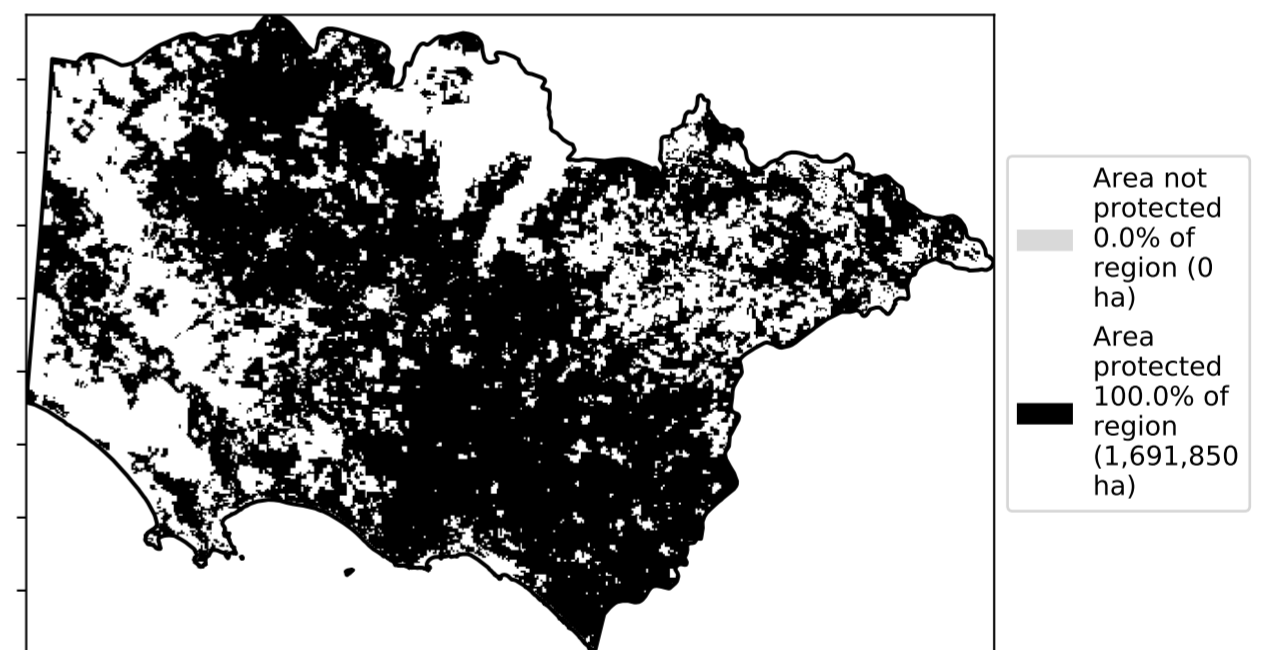 Area not
protected
0.0% of
region (0
ha)
Area
protected
100.0% of
region
(1,691,850
ha)